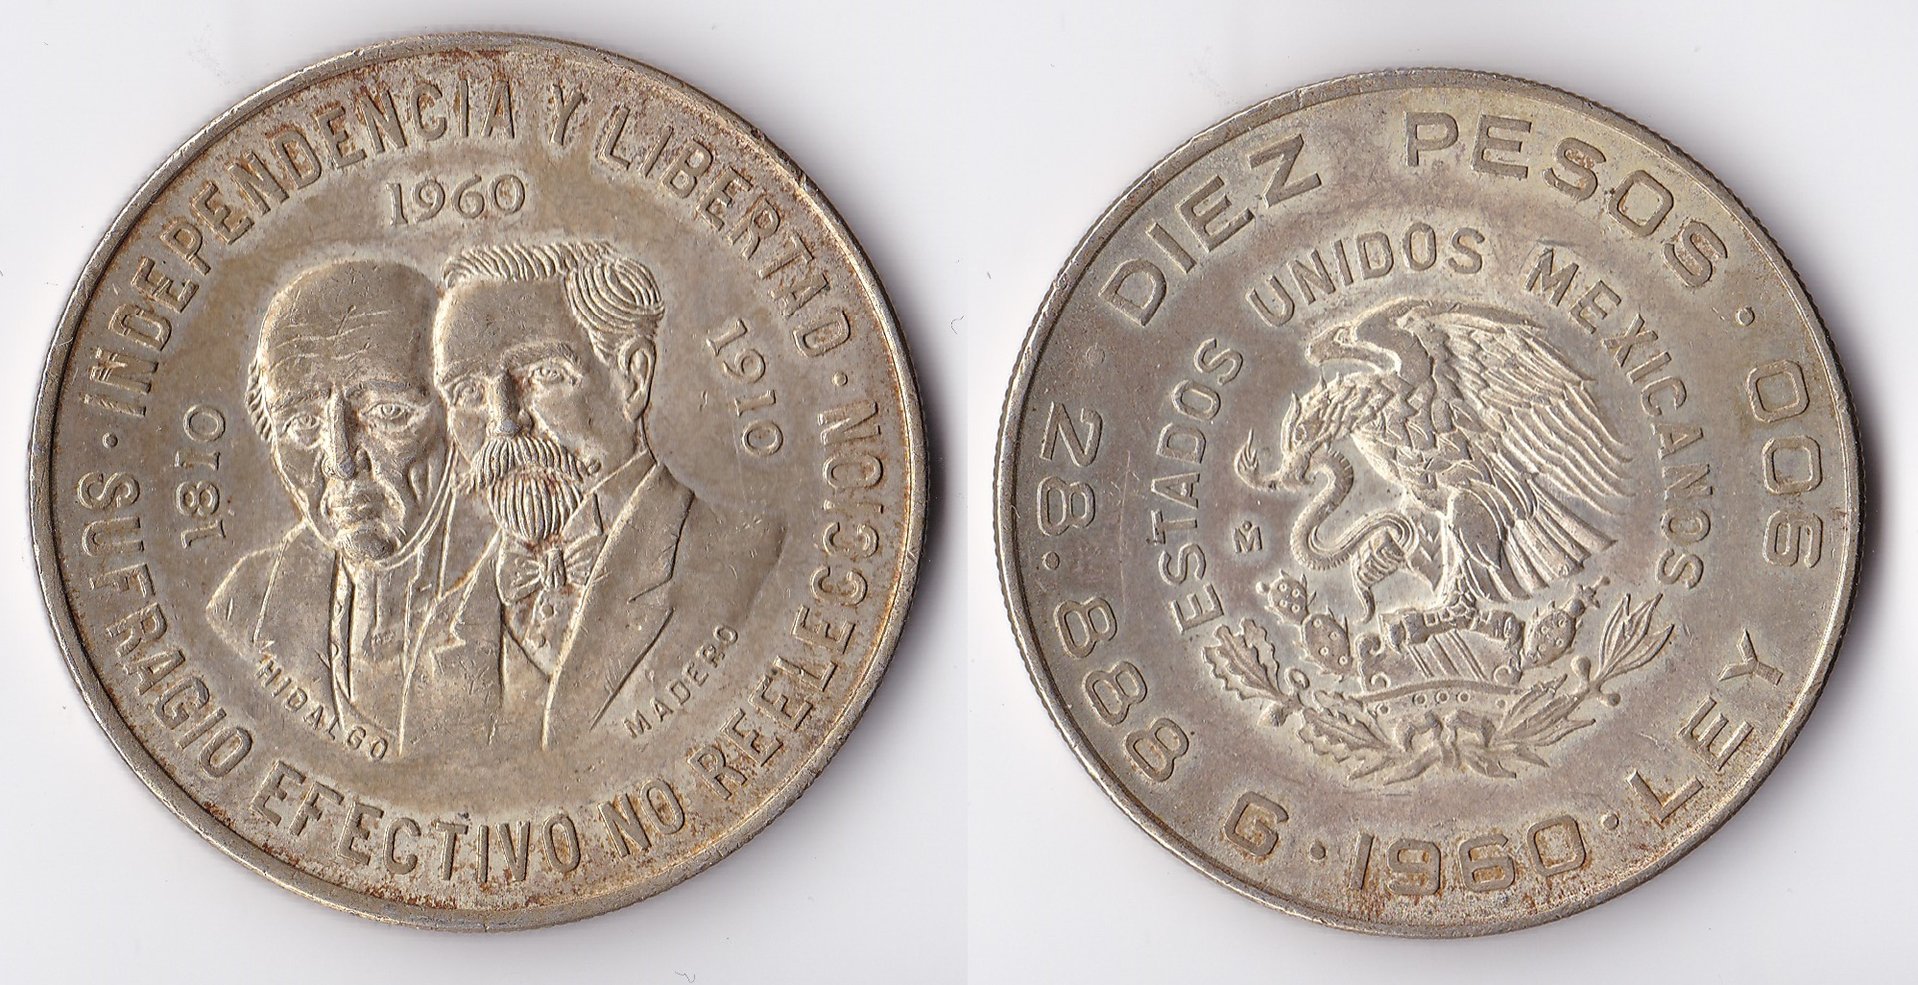 INDEPENDENCIA Y LIBERTAD ·
SUFRAGIO EFECTIVO NO REELECCION ·
1960
1810
1910
HIDALGO
MADERO
DIEZ PESOS ·
28.888 G · 1960 · LEY 900 ·
ESTADOS UNIDOS MEXICANOS
M